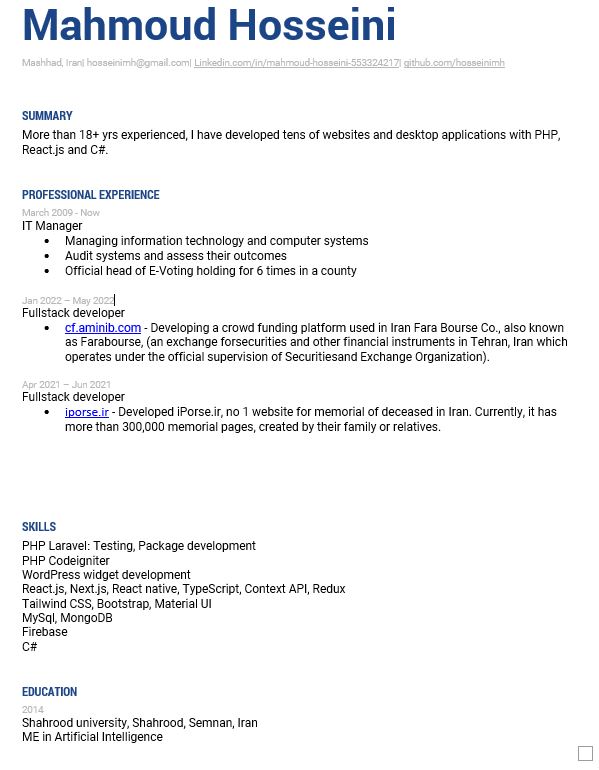 Mahmoud Hosseini
Mashhad, Iran| hosseinimh@gmail.com| Linkedin.com/in/mahmoud-hosseini-553324217| github.com/hosseinimh
SUMMARY
More than 18+ yrs experienced, I have developed tens of websites and desktop applications with PHP,
React.js and C#.
PROFESSIONAL EXPERIENCE
March 2009 - Now
IT Manager
• Managing information technology and computer systems
• Audit systems and assess their outcomes
• Official head of E-Voting holding for 6 times in a county
Jan 2022 – May 2022
Fullstack developer
• cf.aminib.com - Developing a crowd funding platform used in Iran Fara Bourse Co., also known
as Farabourse, (an exchange forsecurities and other financial instruments in Tehran, Iran which
operates under the official supervision of Securitiesand Exchange Organization).
Apr 2021 – Jun 2021
Fullstack developer
• iporse.ir - Developed iPorse.ir, no 1 website for memorial of deceased in Iran. Currently, it has
more than 300,000 memorial pages, created by their family or relatives.
SKILLS
PHP Laravel: Testing, Package development
PHP Codeigniter
WordPress widget development
React.js, Next.js, React native, TypeScript, Context API, Redux
Tailwind CSS, Bootstrap, Material UI
MySql, MongoDB
Firebase
C#
EDUCATION
2014
Shahrood university, Shahrood, Semnan, Iran
ME in Artificial Intelligence